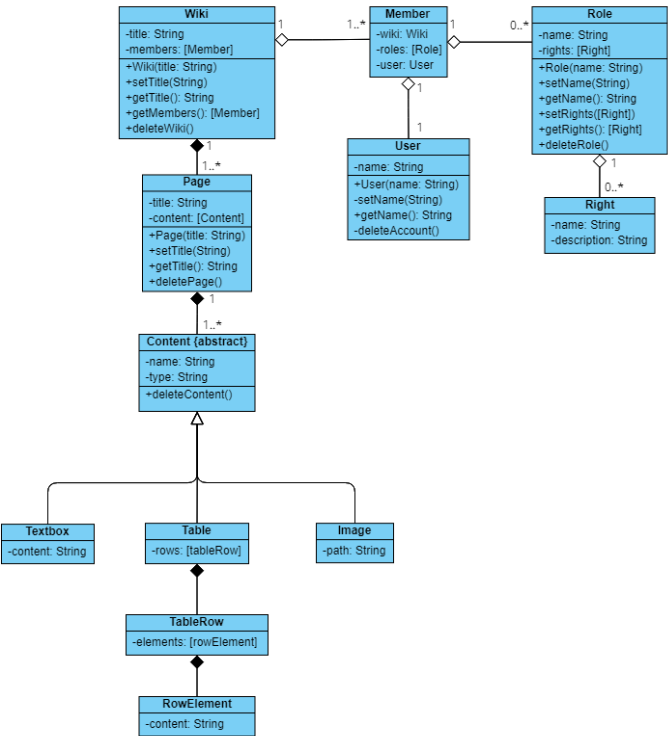 Wiki
-title: String
-members: [Member]
+Wiki(title: String)
+setTitle(String)
+getTitle(): String
+getMembers(): [Member]
+deleteWiki()
1
1..*
Member
-wiki: Wiki
-roles: [Role]
-user: User
1
0..*
Role
-name: String
-rights: [Right]
+Role(name: String)
+setName(String)
+getName(): String
+setRights([Right])
+getRights(): [Right]
+deleteRole()
1
1
User
-name: String
+User(name: String)
-setName(String)
+getName(): String
-deleteAccount()
1
0..*
Right
-name: String
-description: String
1
1..*
Page
-title: String
-content: [Content]
+Page(title: String)
+setTitle(String)
+getTitle(): String
+deletePage()
1
1..*
Content {abstract}
-name: String
-type: String
+deleteContent()
Textbox
-content: String
Table
-rows: [tableRow]
Image
-path: String
TableRow
-elements: [rowElement]
RowElement
-content: String